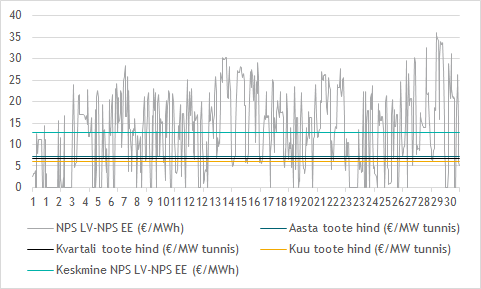 40
35
30
25
20
15
10
5
0
1 1 2 3 4 5 6 7 8 9 10 11 12 13 14 15 16 17 18 19 20 21 22 23 24 25 26 27 28 29 30
NPS LV-NPS EE (€/MWh) Aasta toote hind (€/MW tunnis)
Kvartali toote hind (€/MW tunnis) Kuu toote hind (€/MW tunnis)
Keskmine NPS LV-NPS EE (€/MWh)